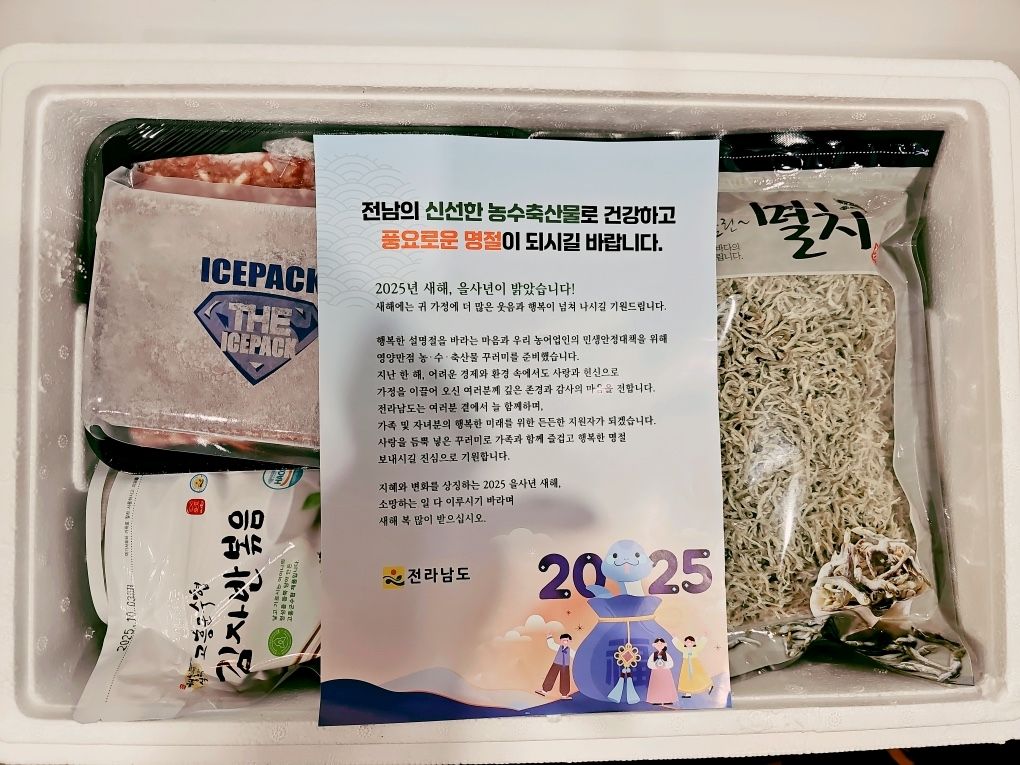 전남의 신선한 농수축산물로 건강하고
풍요로운 명절이 되시길 바랍니다.
2025년 새해, 을사년이 밝았습니다!
새해에는 귀 가정에 더 많은 웃음과 행복이 넘쳐 나시길 기원드립니다.
행복한 설명절을 바라는 마음과 우리 농어업인의 민생안정대책을 위해
영양만점 농·수·축산물 꾸러미를 준비했습니다.
지난 한 해, 어려운 경제와 환경 속에서도 사랑과 헌신으로
가정을 이끌어 오신 여러분께 깊은 존경과 감사의 마음을 전합니다.
전라남도는 여러분 곁에서 늘 함께하며,
가족 및 자녀분의 행복한 미래를 위한 든든한 지원자가 되겠습니다.
사랑을 듬뿍 넣은 꾸러미로 가족과 함께 즐겁고 행복한 명절
보내시길 진심으로 기원합니다.
지혜와 변화를 상징하는 2025 을사년 새해,
소망하는 일 다 이루시기 바라며
새해 복 많이 받으십시오.
전라남도
2025
福
ICEPACK
THE
ICEPACK
멸치
고흥군수협
김자반볶음